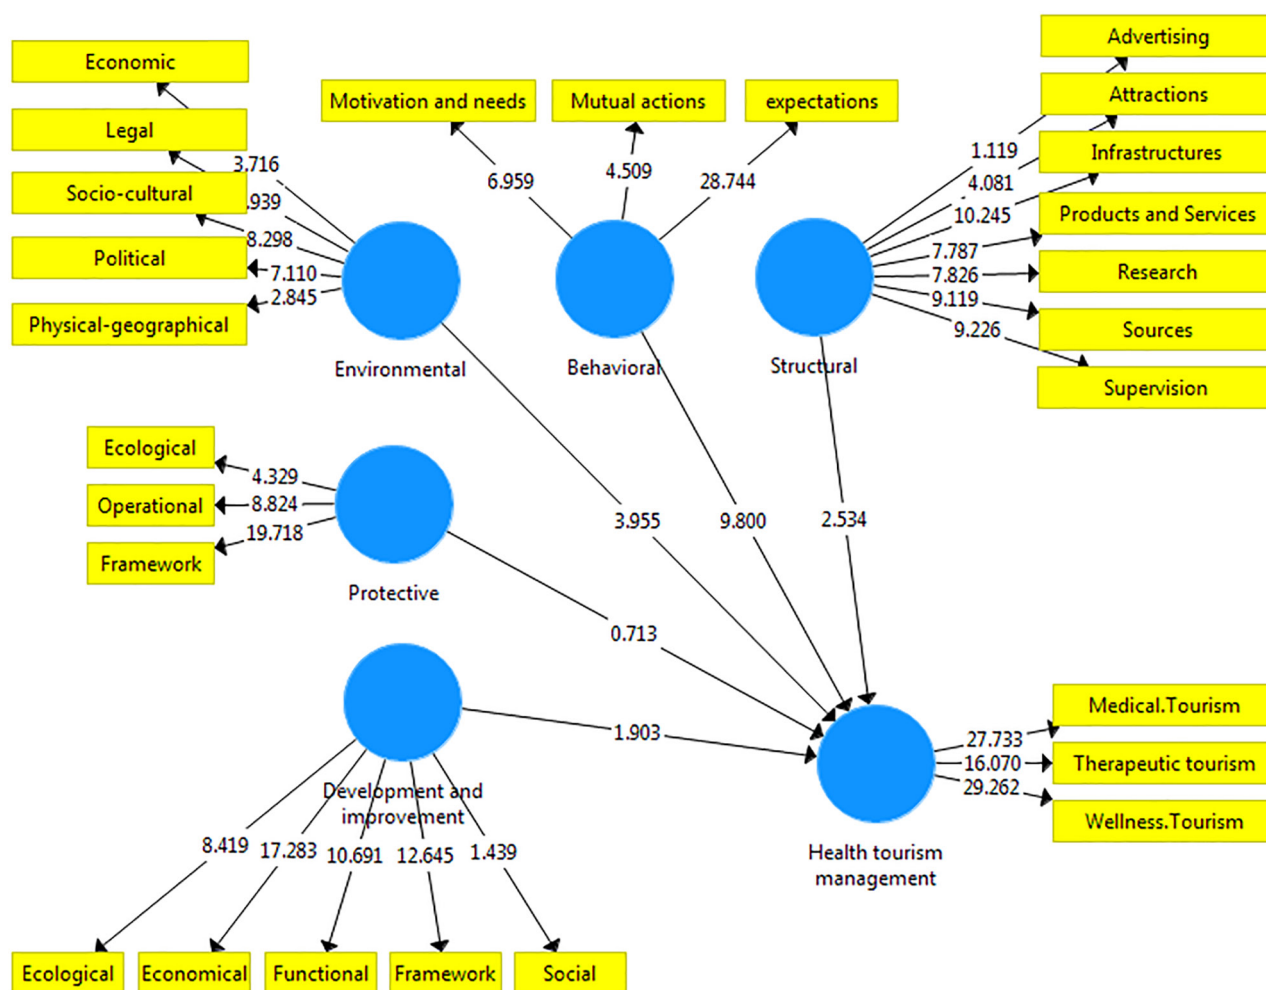 Advertising
Economic
Motivation and needs
Mutual actions
expectations
Attractions
Legal
1.119
Infrastructures
3.716
6.959
4.509
28.744
4.081
Socio-cultural
.939
10.245
Products and Services
8.298
7.787
Political
7.110
7.826
Research
2.845
9.119
Physical-geographical
9.226
Sources
Environmental
Behavioral
Structural
Supervision
Ecological
4.329
Operational
8.824
19.718
3.955
9.800
2.534
Framework
Protective
0.713
1.903
Medical.Tourism
27.733
16.070
Therapeutic tourism
29.262
Development and
improvement
Wellness.Tourism
8.419
17.283
10.691
12.645
1.439
Health tourism
management
Ecological
Economical
Functional
Framework
Social